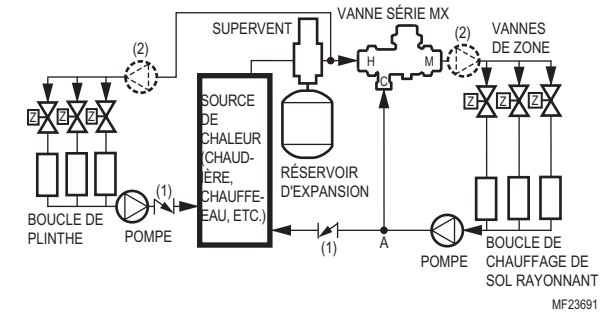 VANNE SÉRIE MX
SUPERVENT
(2)
(2)
VANNES
DE ZONE
H
M
C
Z
Z
Z
Z
Z
Z
SOURCE
DE
CHALEUR
(CHAUD-
IÈRE,
CHAUFFE-
EAU, ETC.)
RÉSERVOIR
D'EXPANSION
(1)
BOUCLE DE
PLINTHE
POMPE
(1)
A
POMPE
BOUCLE DE
CHAUFFAGE DE
SOL RAYONNANT
MF23691